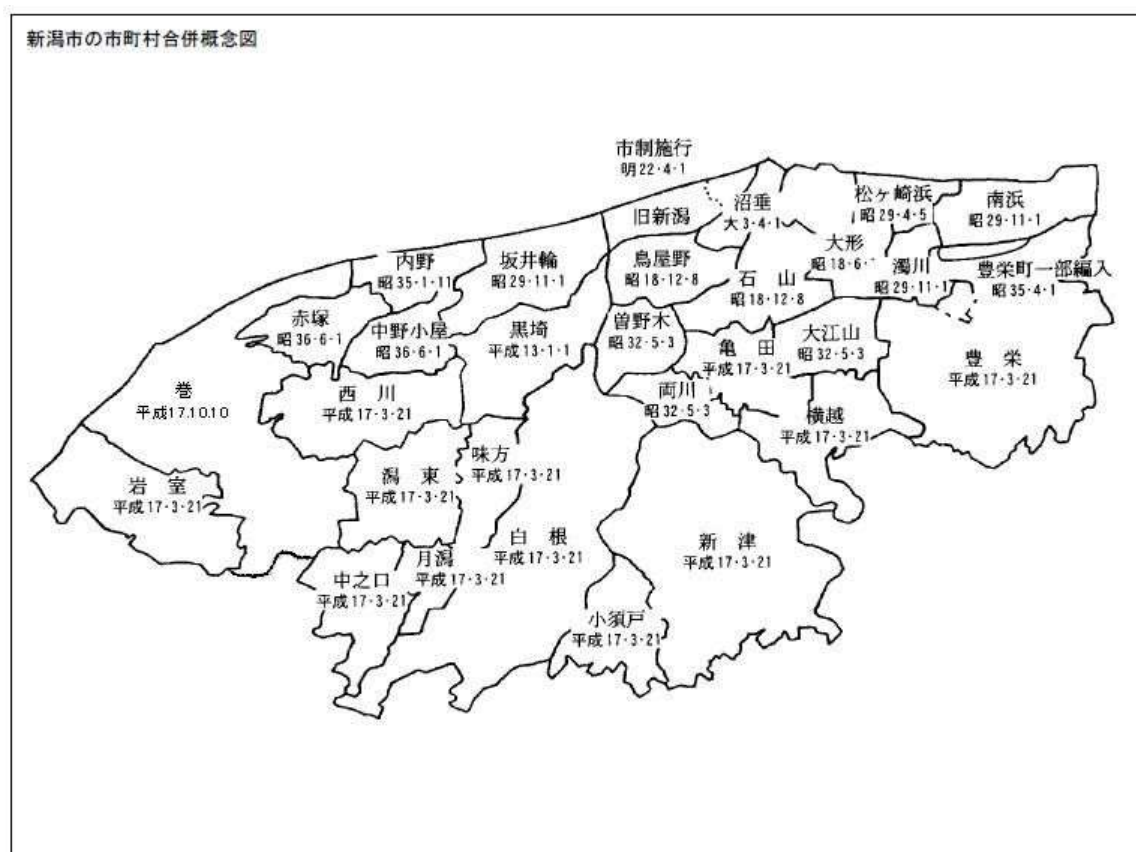 新潟市の市町村合併概念図
市制施行
明22・4・1
旧新潟
沼垂
大3・4・1
松ヶ崎浜
昭29・4・5
南浜
昭29・11・1
内野
昭35・1・11
坂井輪
昭29・11・1
鳥屋野
昭18・12・8
石山
昭18・12・8
大形
昭18・6・
濁川
昭29・11・1
豊栄町一部編入
昭35・4・1
赤塚
昭36・6・1
中野小屋
昭36・6・1
黒埼
平成13・1・1
曽野木
昭32・5・3
亀田
平成17・3・21
大江山
昭32・5・3
豊栄
平成17・3・21
巻
平成17.10.10
西川
平成17・3・21
両川
昭32・5・3
横越
平成17・3・21
岩室
平成17・3・21
潟東
平成17・3・21
味方
平成17・3・21
白根
平成17・3・21
新津
平成17・3・21
中之口
平成17・3・21
月潟
平成17・3・21
小須戸
平成17・3・21